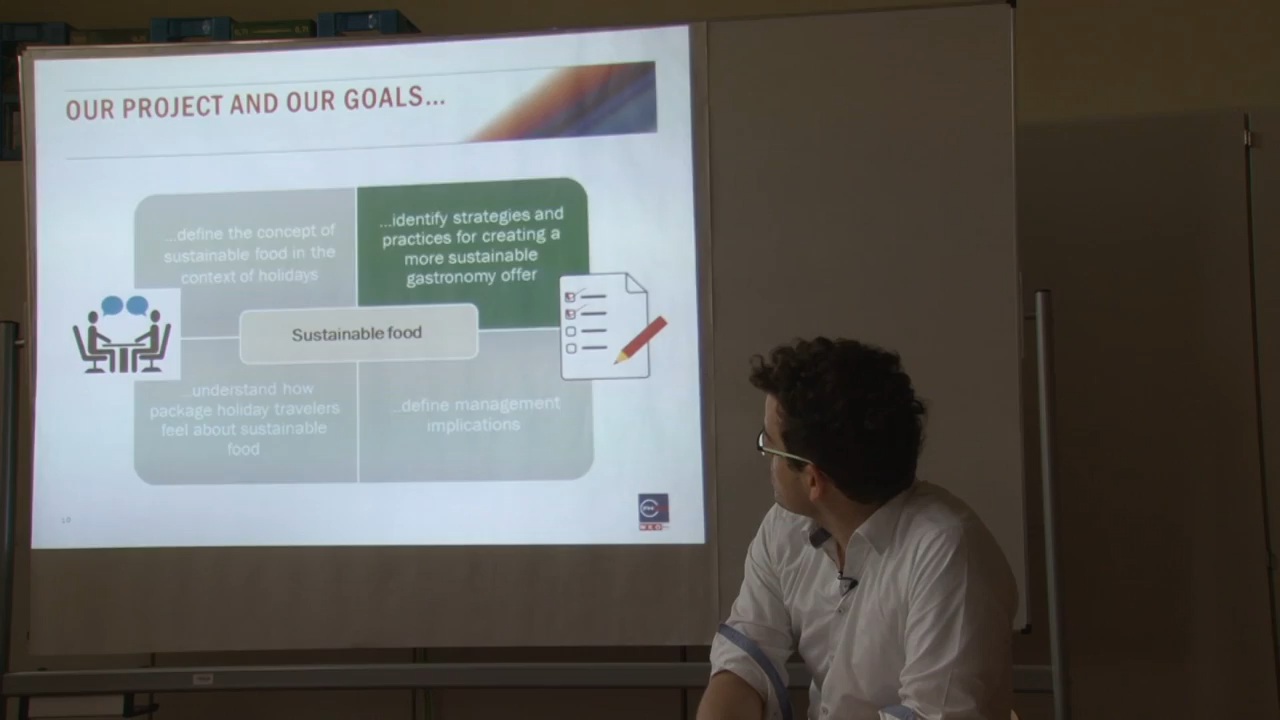 OUR PROJECT AND OUR GOALS...
...define the concept of
sustainable food in the
context of holidays
...identify strategies and
practices for creating a
more sustainable
gastronomy offer
Sustainable food
...understand how
package holiday travelers
feel about sustainable
food
...define management
implications